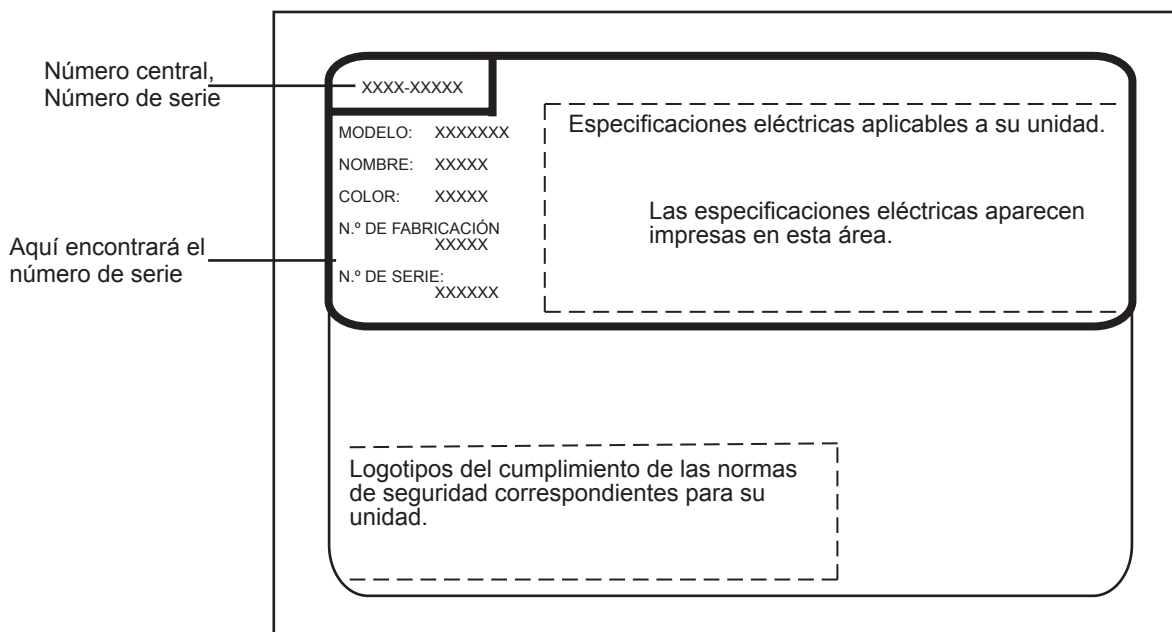 Número central,
Número de serie
XXXX-XXXXX
MODELO: XXXXXXX
NOMBRE: XXXXX
COLOR: XXXXX
N.º DE FABRICACIÓN
XXXXX
N.º DE SERIE:
XXXXXX
Aquí encontrará el
número de serie
Especificaciones eléctricas aplicables a su unidad.
Las especificaciones eléctricas aparecen
impresas en esta área.
Logotipos del cumplimiento de las normas
de seguridad correspondientes para su
unidad.